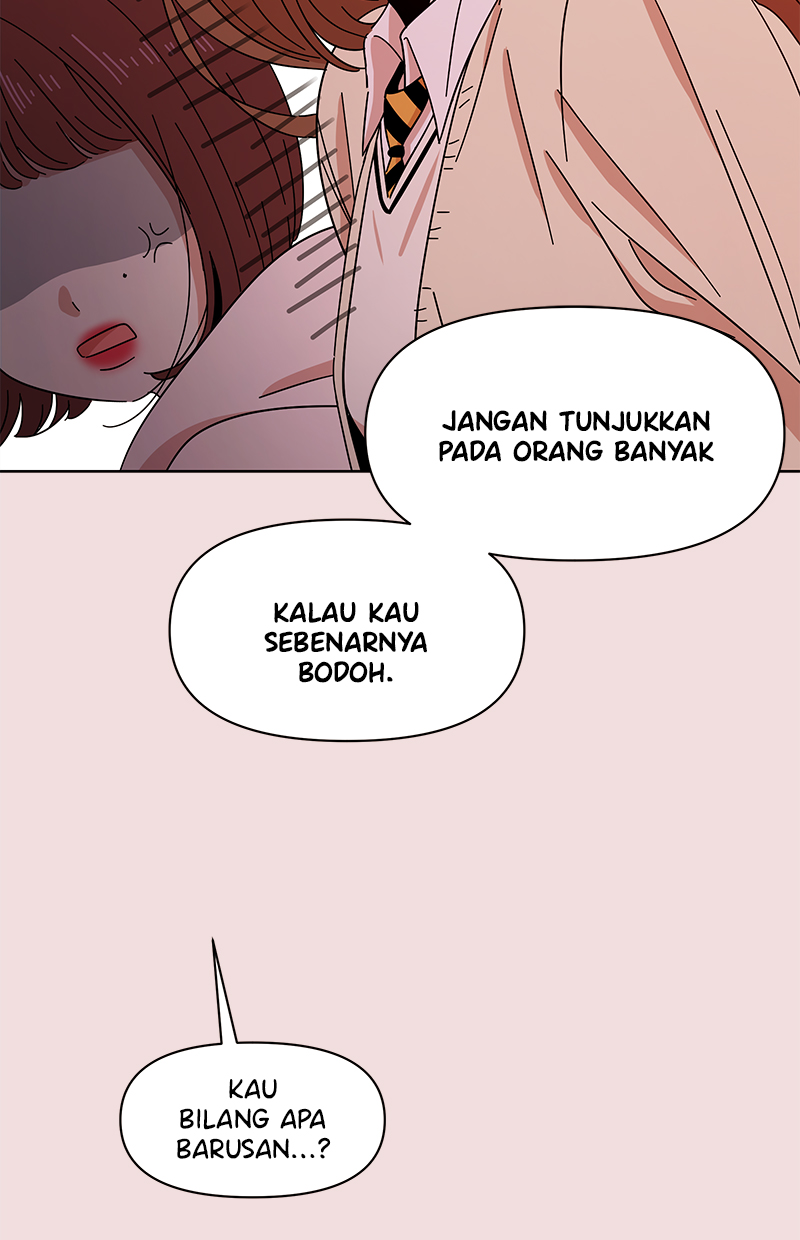 JANGAN TUNJUKKAN
PADA ORANG BANYAK
KALAU KAU
SEBENARNYA
BODOH.
KAU
BILANG APA
BARUSAN...?